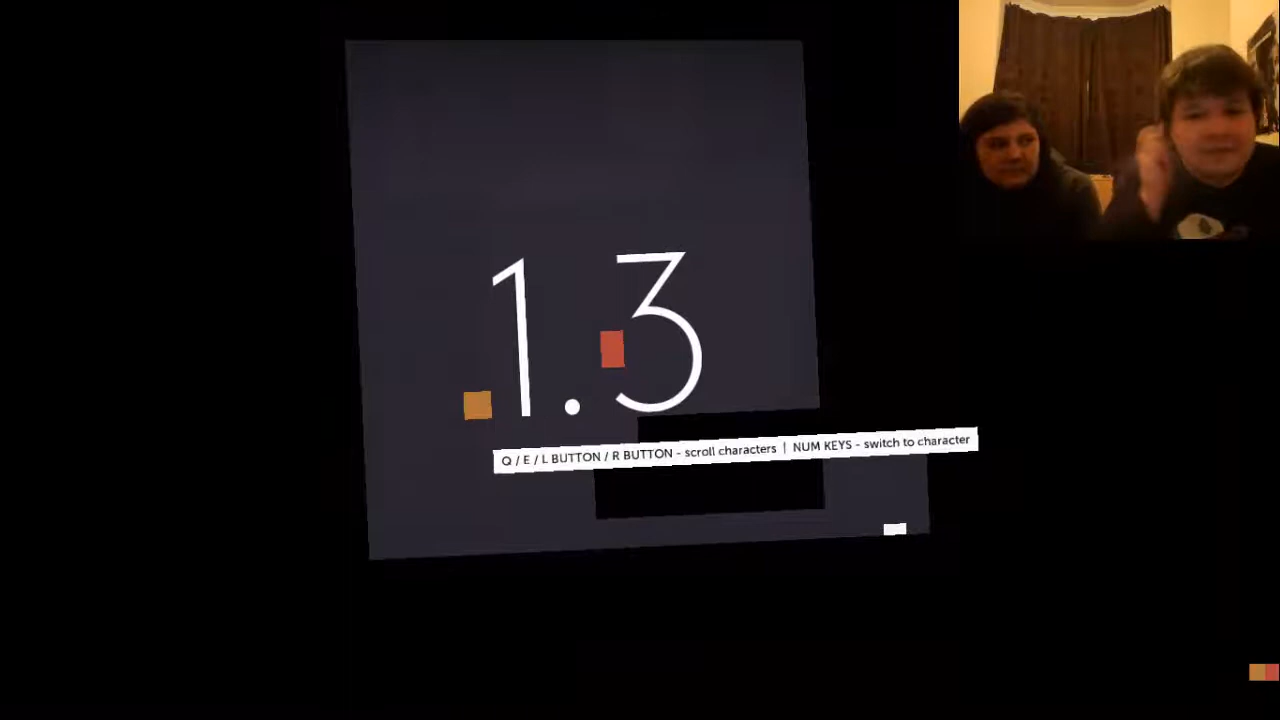 1.3
Q / E / L BUTTON / R BUTTON - scroll characters | NUM KEYS - switch to character